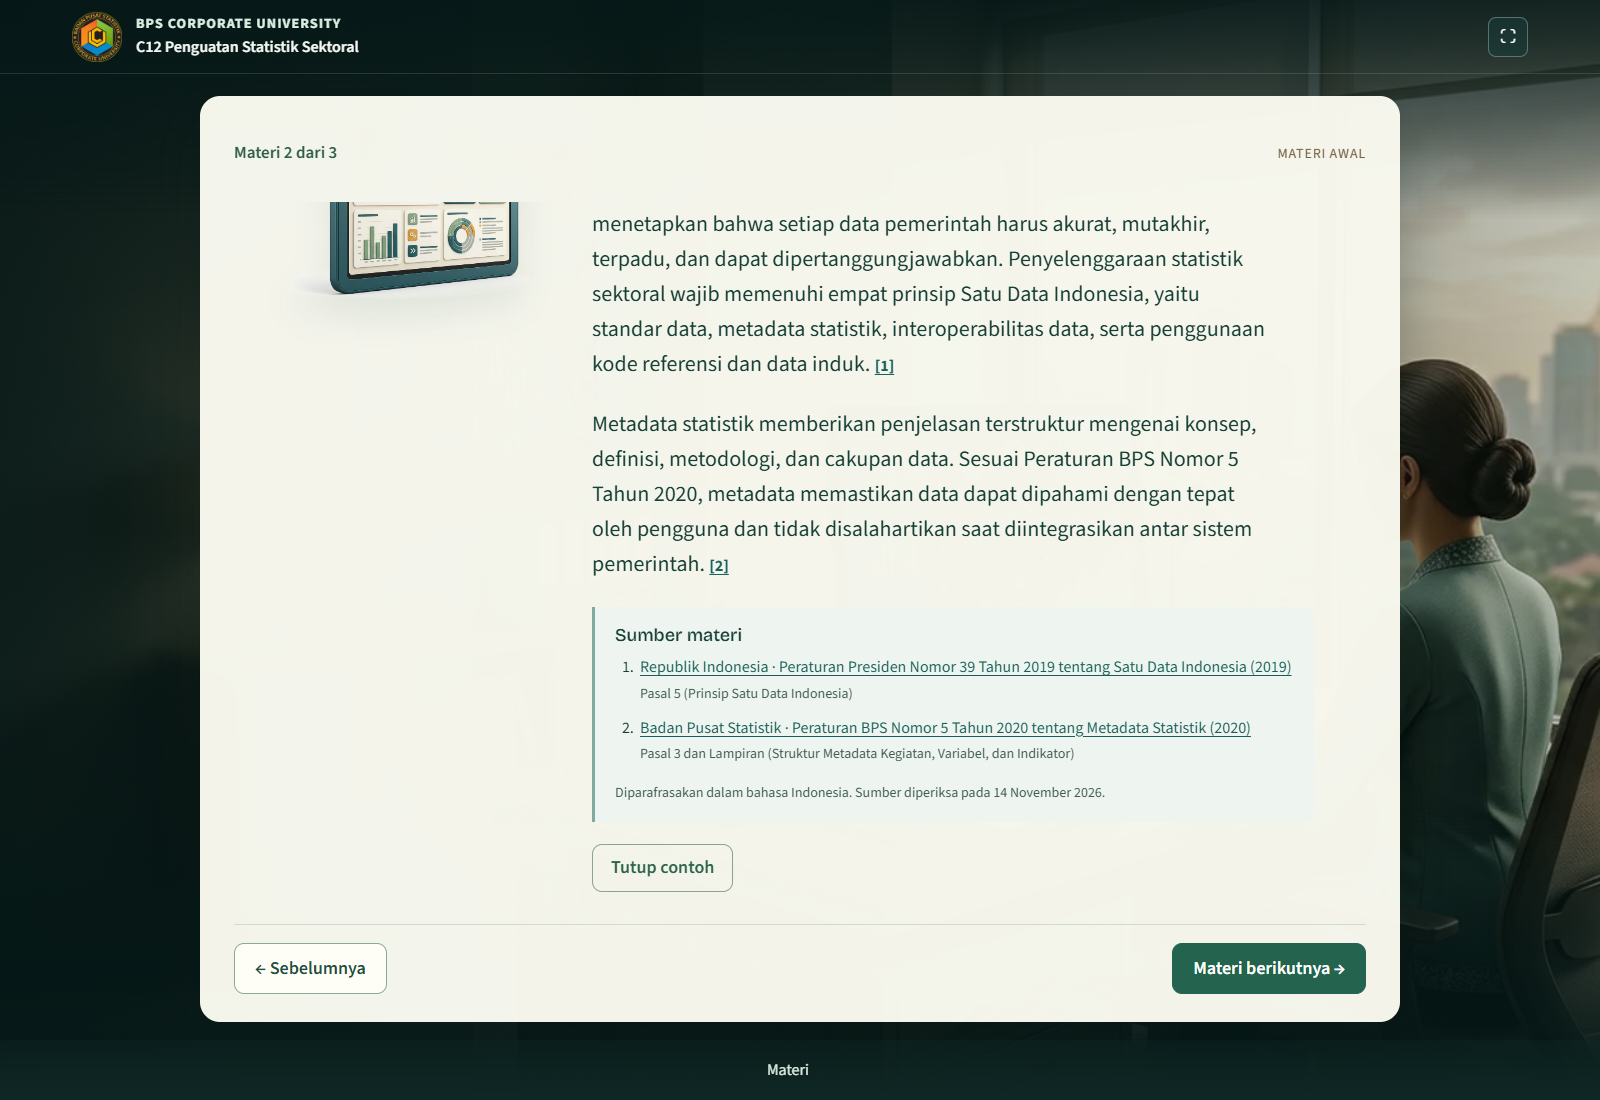 BPS CORPORATE UNIVERSITY
C12 Penguatan Statistik Sektoral
Materi 2 dari 3
MATERI AWAL
menetapkan bahwa setiap data pemerintah harus akurat, mutakhir,
terpadu, dan dapat dipertanggungjawabkan. Penyelenggaraan statistik
sektoral wajib memenuhi empat prinsip Satu Data Indonesia, yaitu
standar data, metadata statistik, interoperabilitas data, serta penggunaan
kode referensi dan data induk. [1]
Metadata statistik memberikan penjelasan terstruktur mengenai konsep,
definisi, metodologi, dan cakupan data. Sesuai Peraturan BPS Nomor 5
Tahun 2020, metadata memastikan data dapat dipahami dengan tepat
oleh pengguna dan tidak disalahartikan saat diintegrasikan antar sistem
pemerintah. [2]
Sumber materi
1. Republik Indonesia · Peraturan Presiden Nomor 39 Tahun 2019 tentang Satu Data Indonesia (2019)
Pasal 5 (Prinsip Satu Data Indonesia)
2. Badan Pusat Statistik · Peraturan BPS Nomor 5 Tahun 2020 tentang Metadata Statistik (2020)
Pasal 3 dan Lampiran (Struktur Metadata Kegiatan, Variabel, dan Indikator)
Diparafrasakan dalam bahasa Indonesia. Sumber diperiksa pada 14 November 2026.
Tutup contoh
← Sebelumnya
Materi berikutnya →
Materi